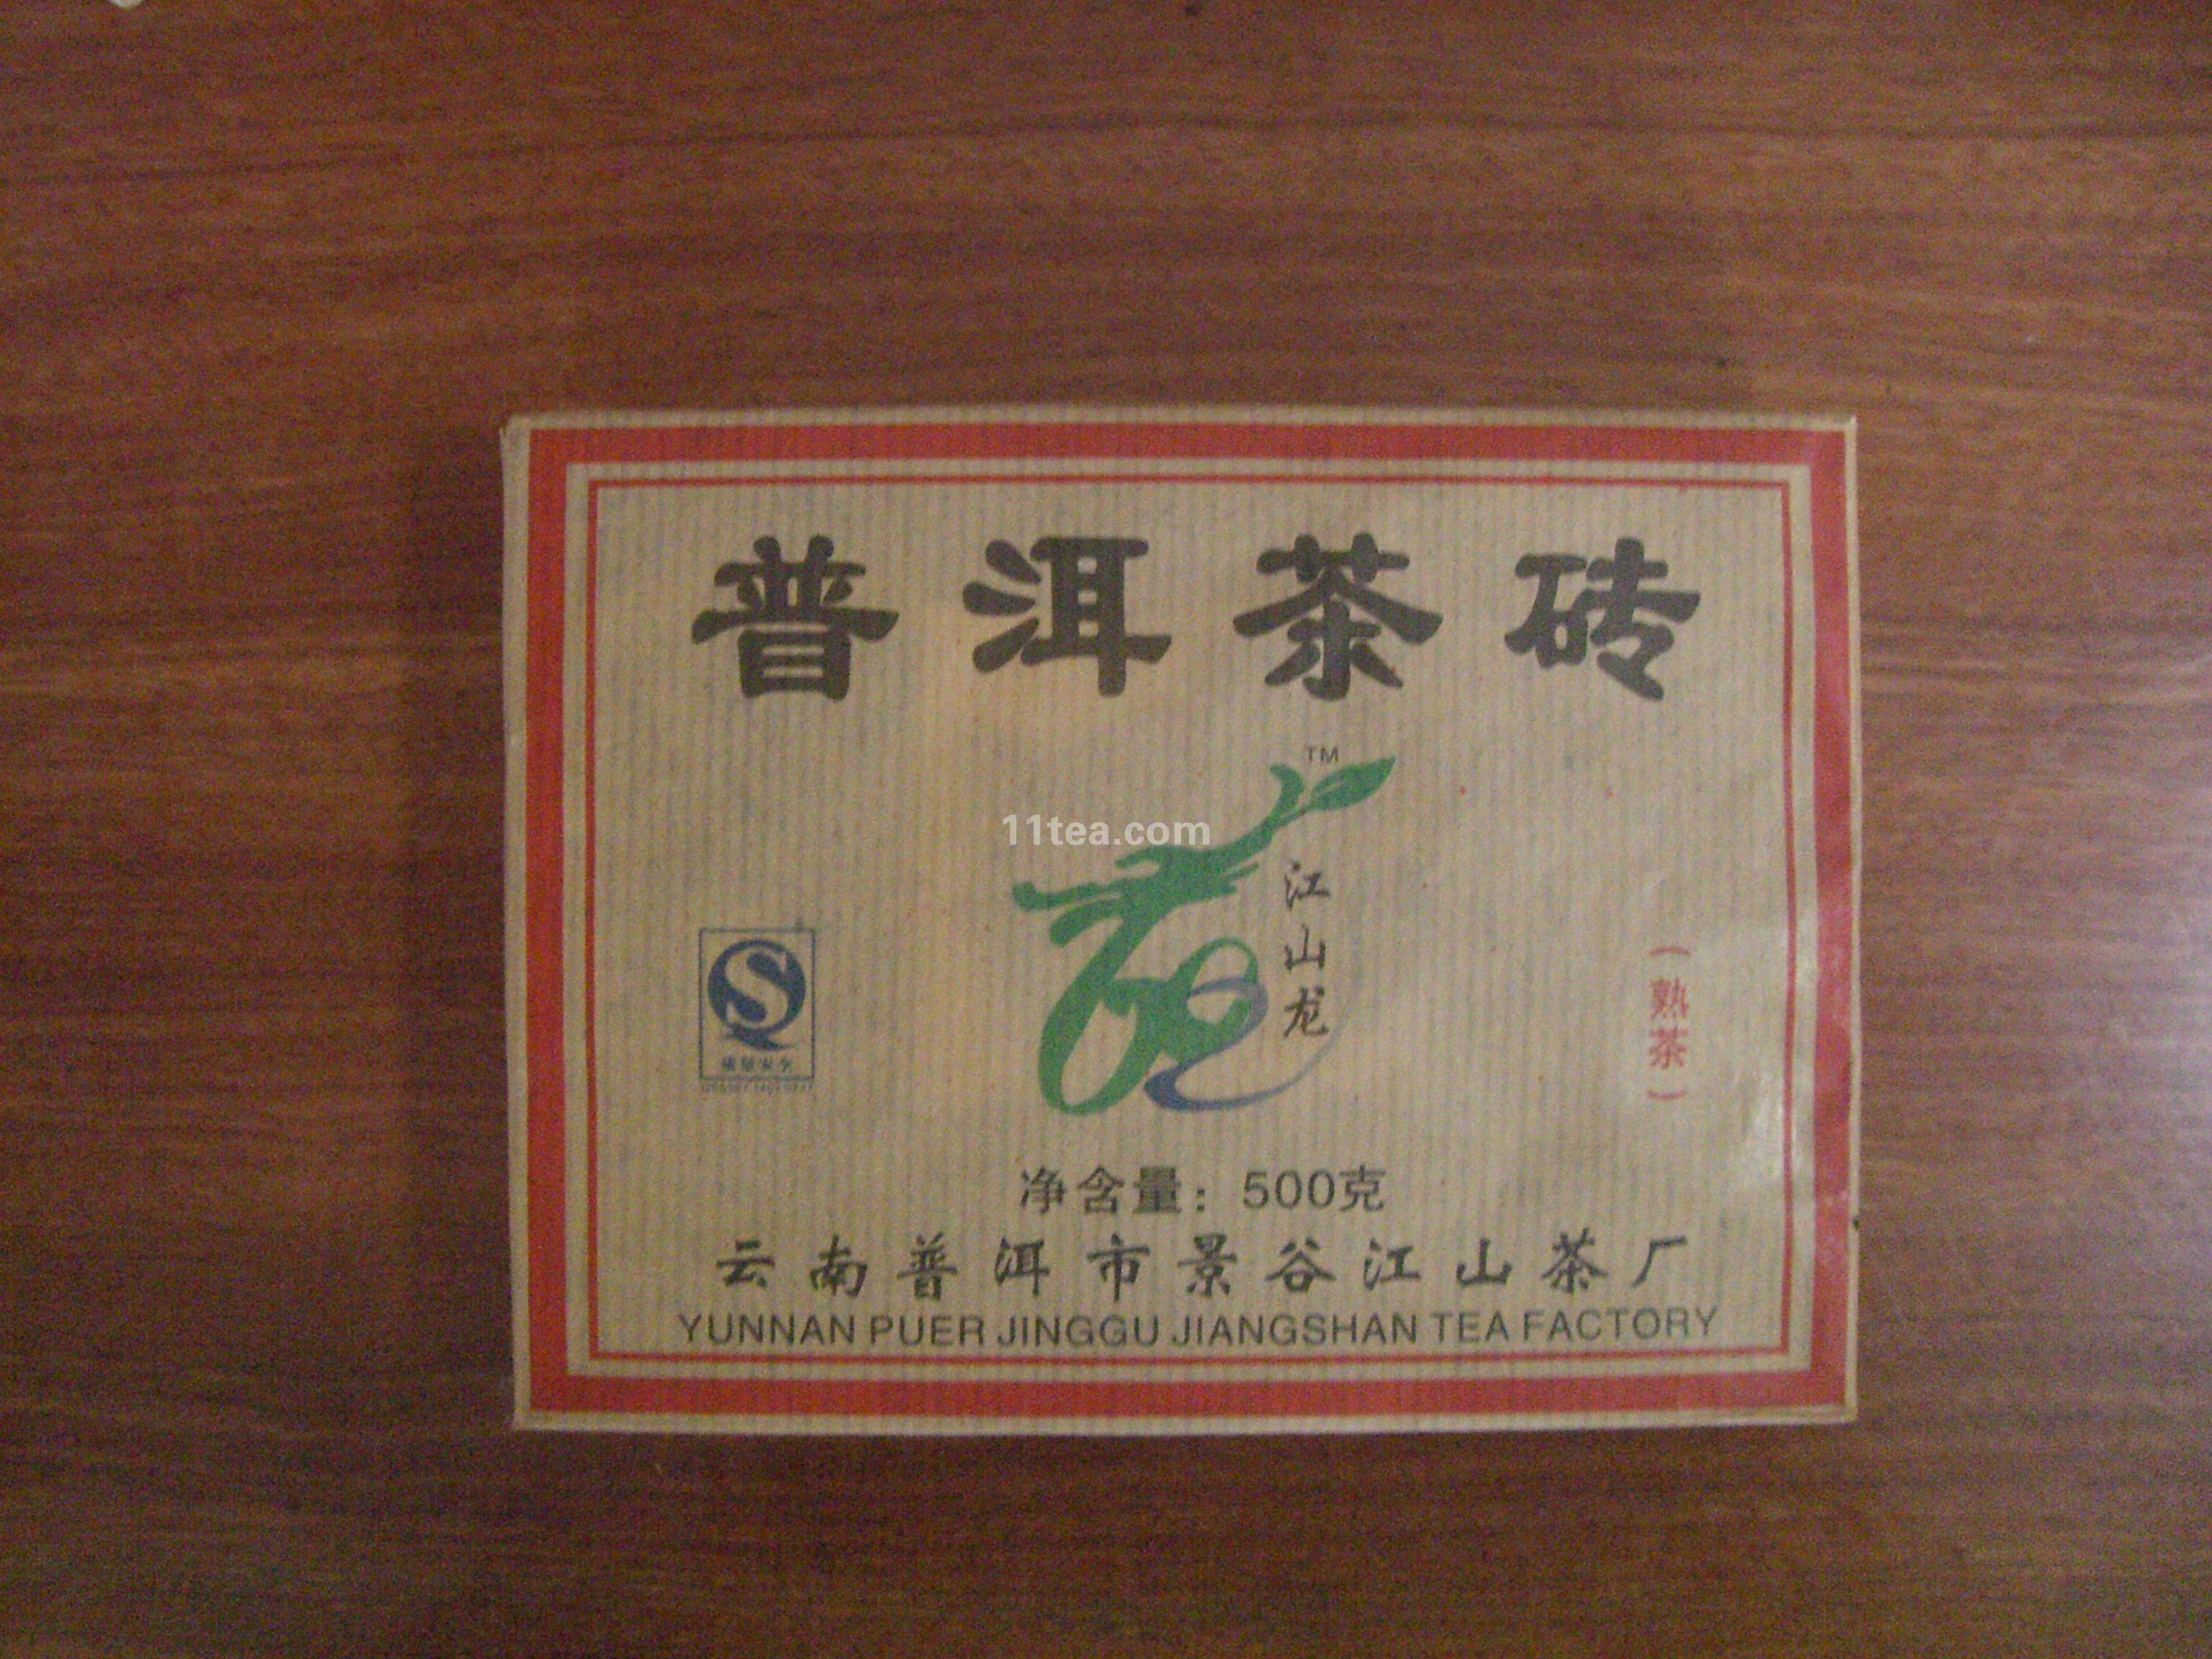 普洱茶砖
TM
11tea.com
江山龙
S
质量安全
（熟茶）
净含量：500克
云南普洱市景谷江山茶厂
YUNNAN PUER JINGGU JIANGSHAN TEA FACTORY